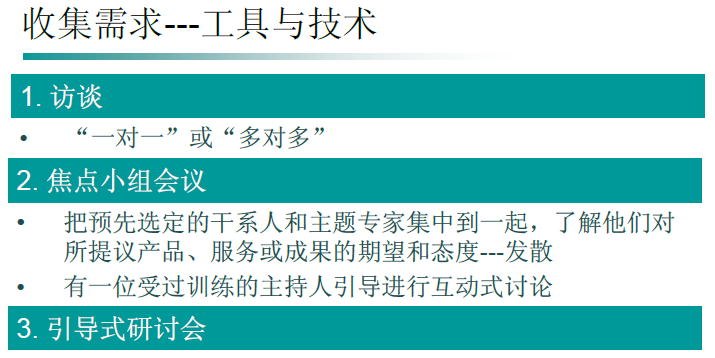 收集需求---工具与技术
1. 访谈
• “一对一”或“多对多”
2. 焦点小组会议
• 把预先选定的干系人和主题专家集中到一起，了解他们对
所提议产品、服务或成果的期望和态度---发散
• 有一位受过训练的主持人引导进行互动式讨论
3. 引导式研讨会